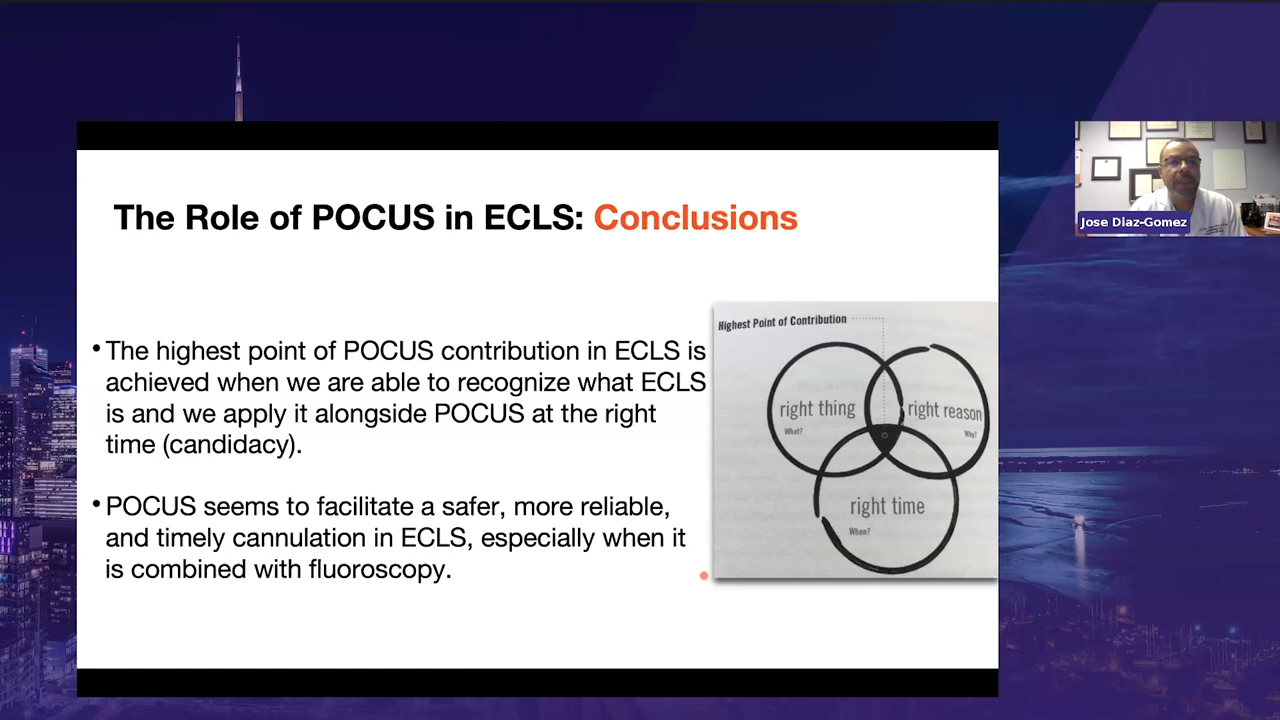 The Role of POCUS in ECLS: Conclusions
Jose Diaz-Gomez
• The highest point of POCUS contribution in ECLS is
achieved when we are able to recognize what ECLS
is and we apply it alongside POCUS at the right
time (candidacy).
• POCUS seems to facilitate a safer, more reliable,
and timely cannulation in ECLS, especially when it
is combined with fluoroscopy.
Highest Point of Contribution
right thing
What?
right reason
Why?
right time
When?